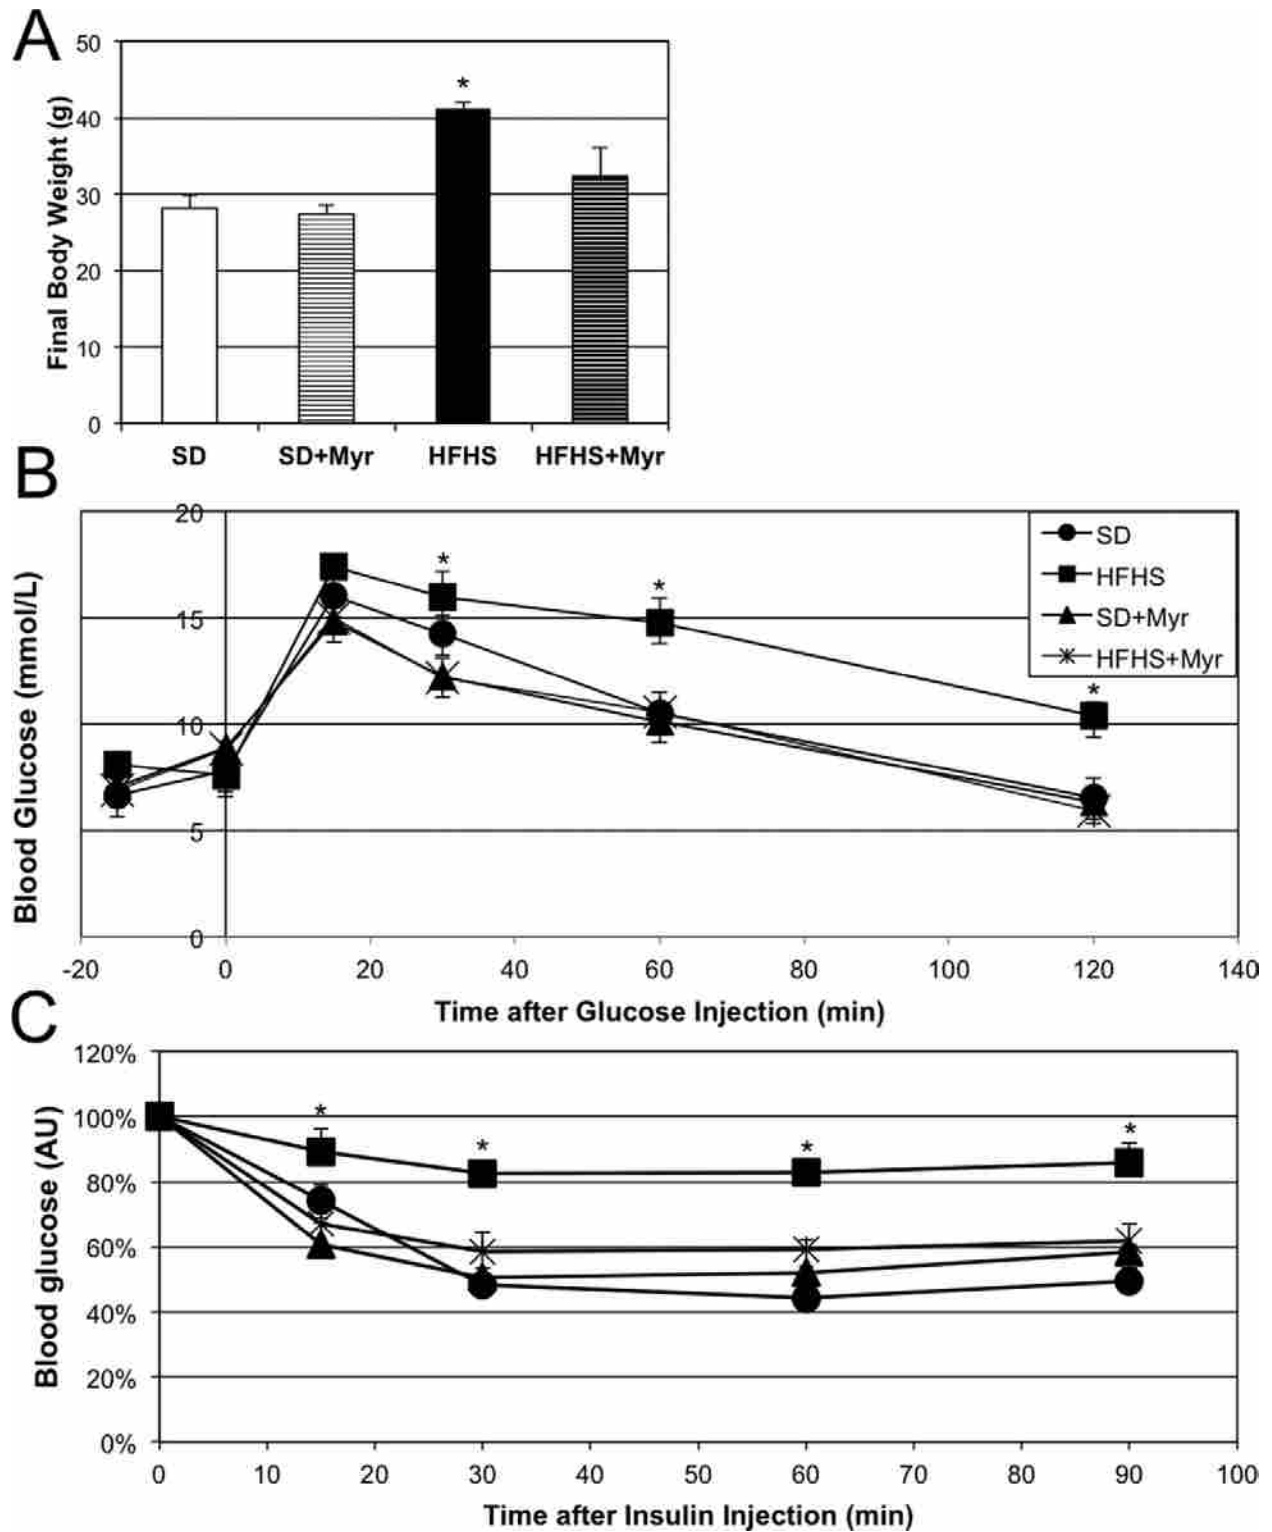 A
50
40
30
20
10
0
Final Body Weight (g)
*
SD SD+Myr HFHS HFHS+Myr
B
20
15
10
5
0
Blood Glucose (mmol/L)
* * *
SD
HFHS
SD+Myr
HFHS+Myr
-20 0 20 40 60 80 100 120 140
Time after Glucose Injection (min)
C
120%
100%
80%
60%
40%
20%
0%
Blood glucose (AU)
* * * *
0 10 20 30 40 50 60 70 80 90 100
Time after Insulin Injection (min)